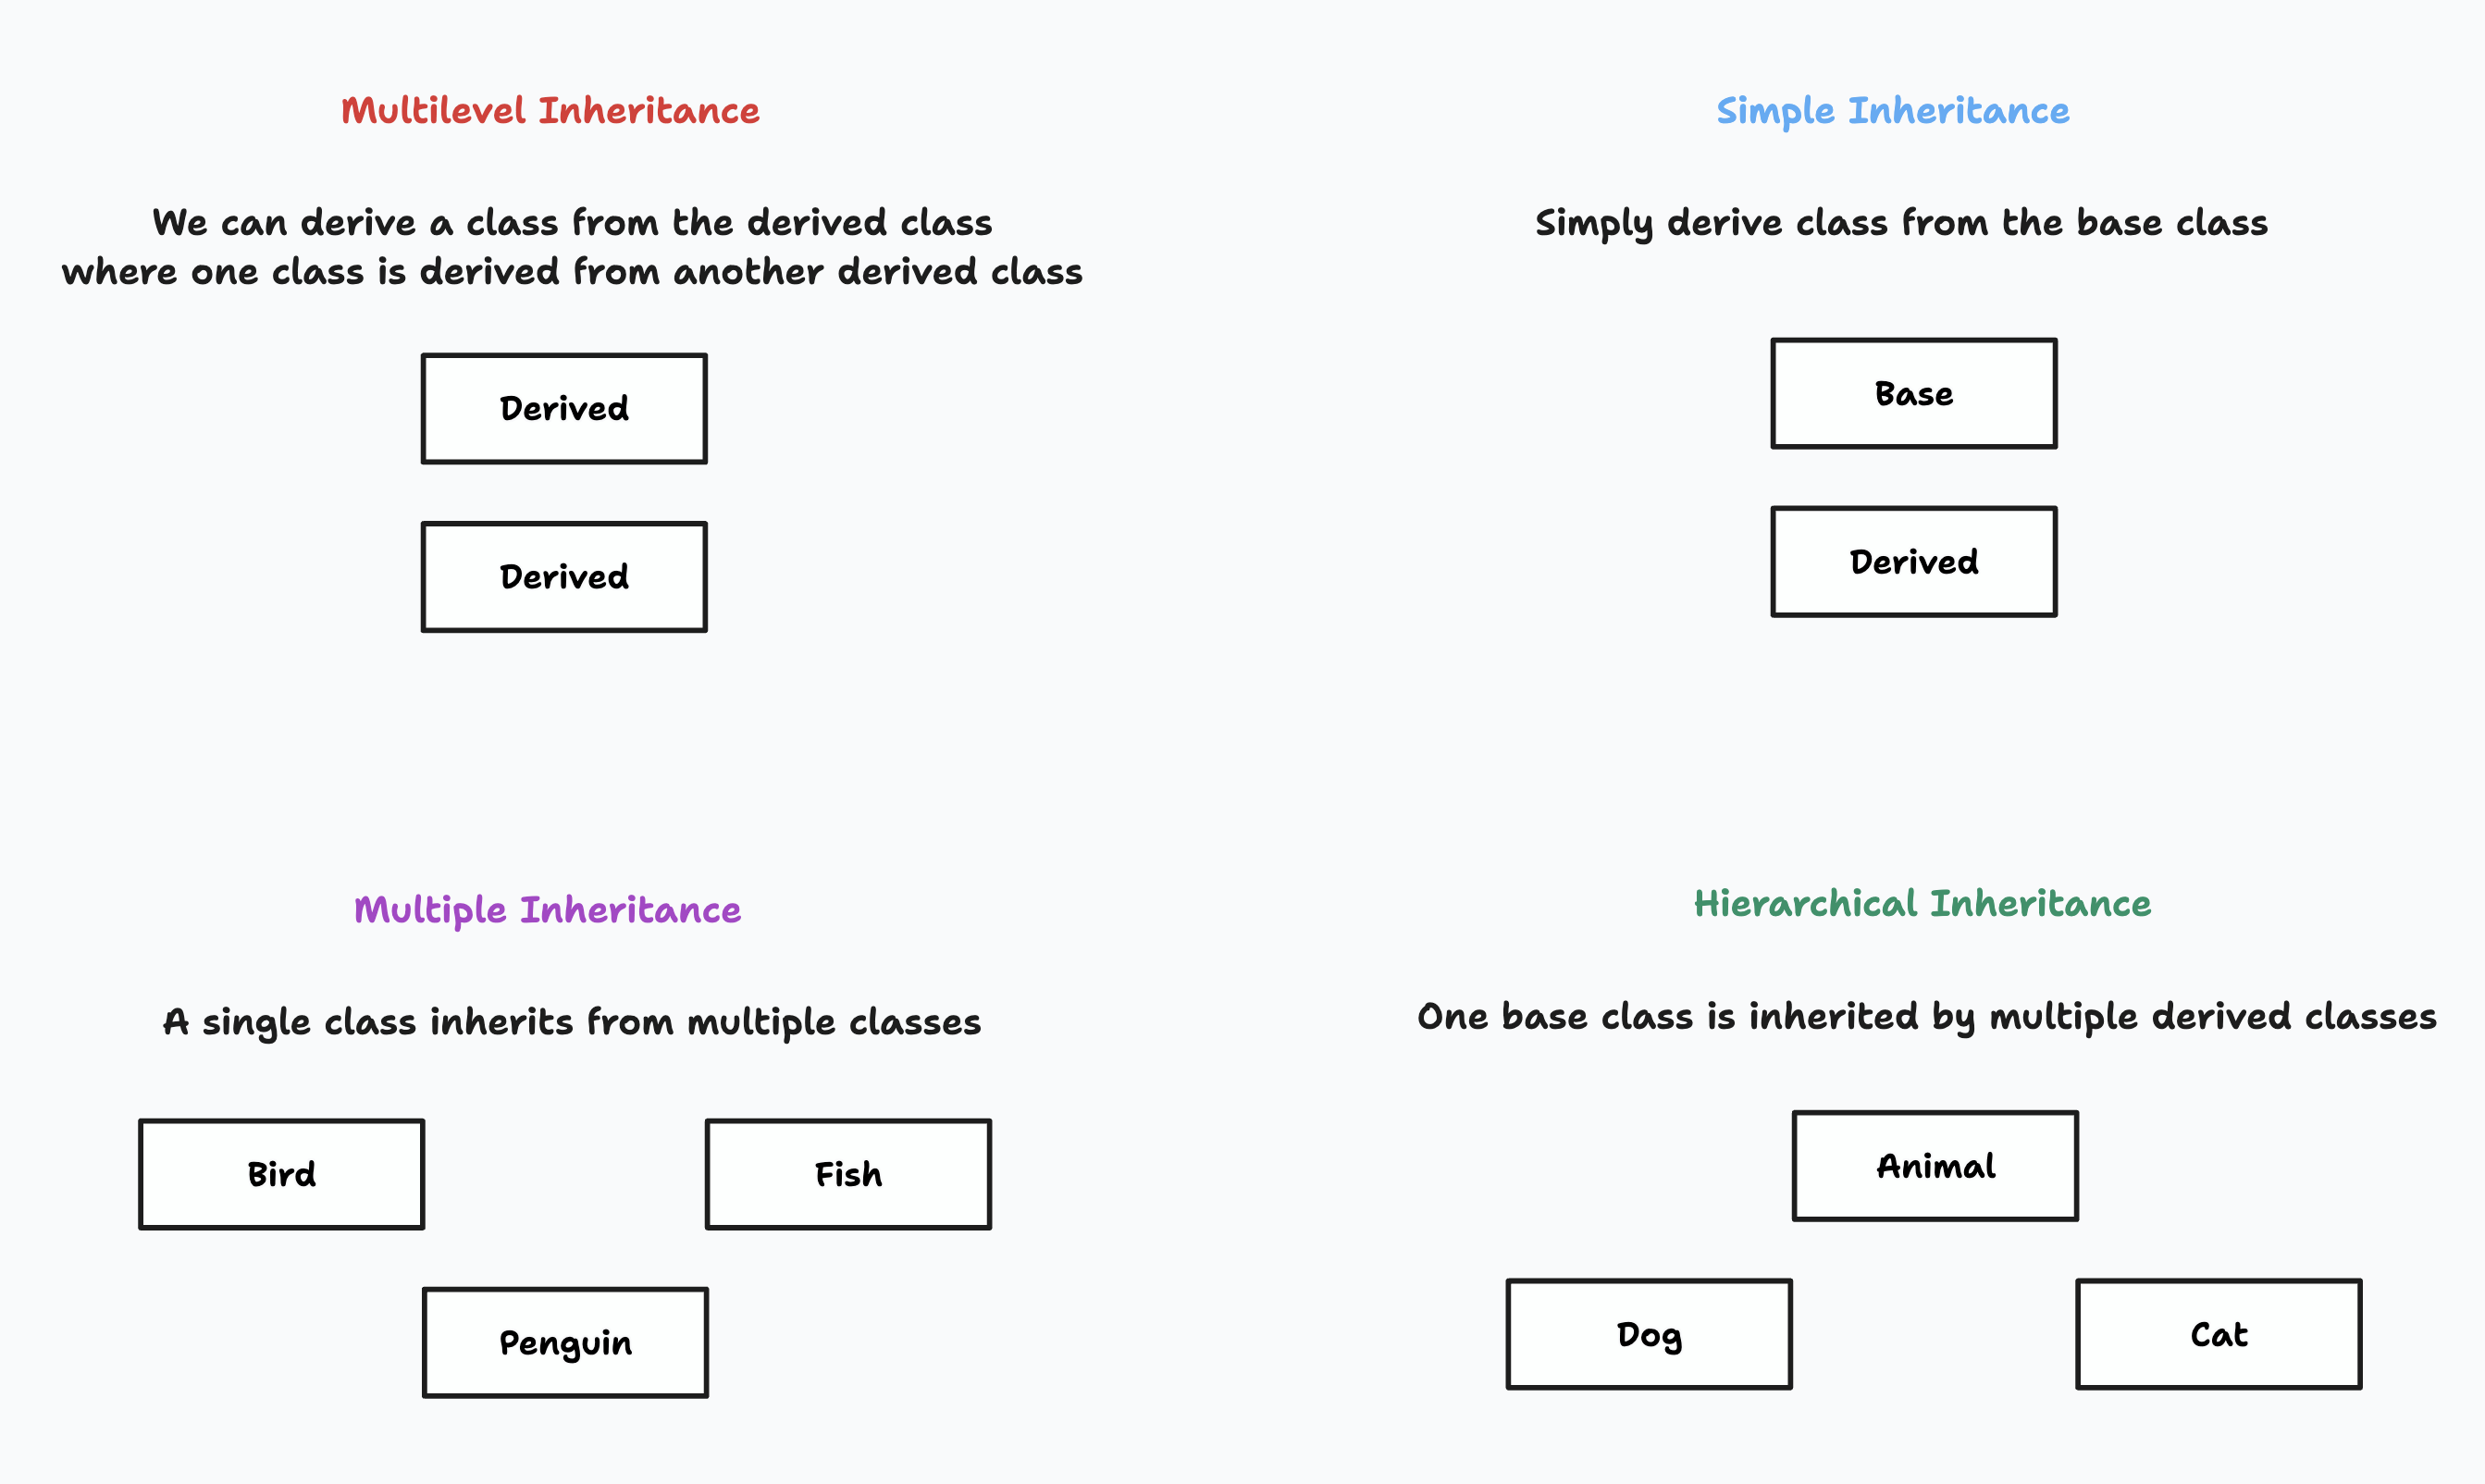 Multilevel Inheritance
We can derive a class from the derived class
where one class is derived from another derived class
Derived
Derived
Simple Inheritance
Simply derive class from the base class
Base
Derived
Multiple Inheritance
A single class inherits from multiple classes
Bird
Fish
Penguin
Hierarchical Inheritance
One base class is inherited by multiple derived classes
Animal
Dog
Cat